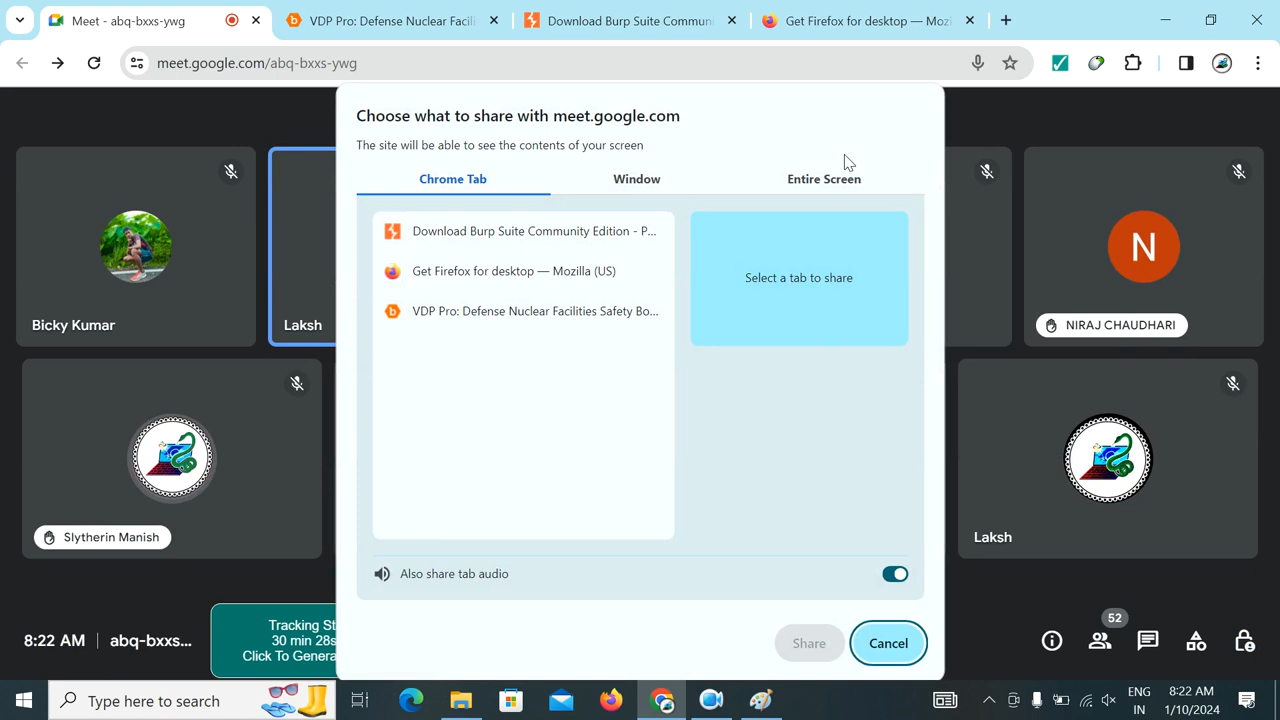 Meet - abq-bxxs-ywg
VDP Pro: Defense Nuclear Facili
Download Burp Suite Communi
Get Firefox for desktop — Mozi
meet.google.com/abq-bxxs-ywg
Choose what to share with meet.google.com
The site will be able to see the contents of your screen
Chrome Tab
Window
Entire Screen
Download Burp Suite Community Edition - P...
Get Firefox for desktop — Mozilla (US)
VDP Pro: Defense Nuclear Facilities Safety Bo...
Select a tab to share
Also share tab audio
Share
Cancel
Bicky Kumar
Laksh
N
NIRAJ CHAUDHARI
Slytherin Manish
Laksh
8:22 AM
abq-bxxs...
Tracking St
30 min 28s
Click To Genera
52
Type here to search
ENG
IN
8:22 AM
1/10/2024